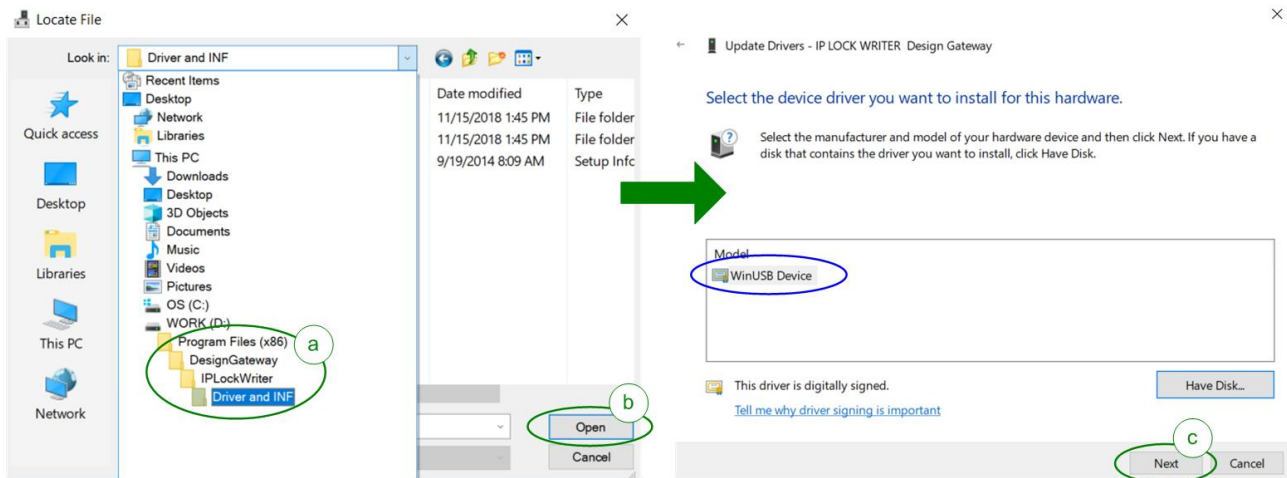 Locate File
Look in:
Driver and INF
Recent Items
Desktop
Network
Libraries
This PC
Downloads
Desktop
3D Objects
Documents
Music
Videos
Pictures
OS (C:)
WORK (D:)
Program Files (x86)
DesignGateway
IPLockWriter
Driver and INF
a
Quick access
Desktop
Libraries
This PC
Network
Date modified Type
11/15/2018 1:45 PM File folder
11/15/2018 1:45 PM File folder
9/19/2014 8:09 AM Setup Infc
b
Open
Cancel
Update Drivers - IP LOCK WRITER Design Gateway
Select the device driver you want to install for this hardware.
Select the manufacturer and model of your hardware device and then click Next. If you have a
disk that contains the driver you want to install, click Have Disk.
Model
WinUSB Device
This driver is digitally signed.
Tell me why driver signing is important
Have Disk...
c
Next
Cancel